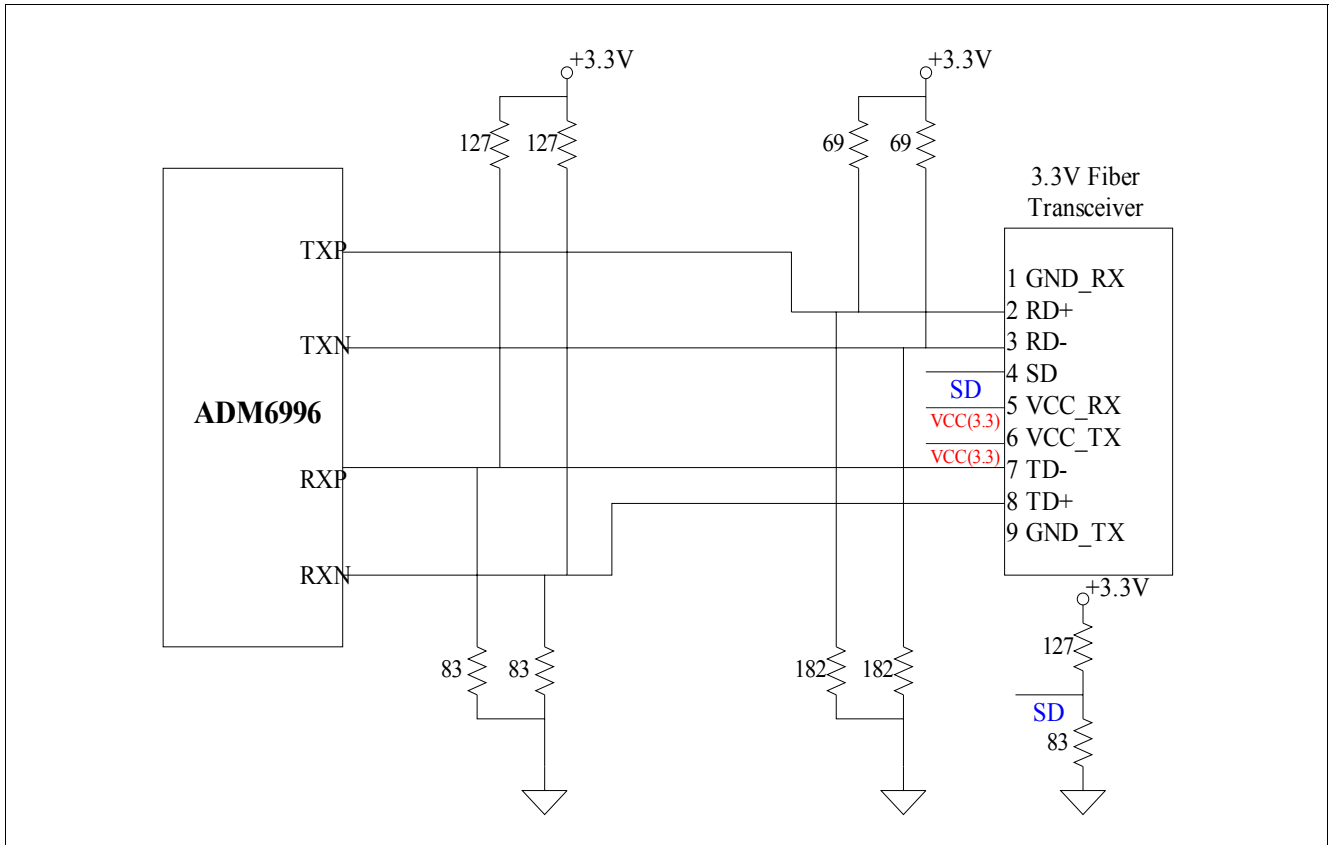 +3.3V
+3.3V
127
127
69
69
3.3V Fiber
Transceiver
TXP
1 GND_RX
2 RD+
TXN
3 RD-
4 SD
SD
5 VCC_RX
ADM6996
VCC(3.3)
6 VCC_TX
VCC(3.3)
7 TD-
RXP
8 TD+
9 GND_TX
RXN
+3.3V
127
83
83
182
182
SD
83